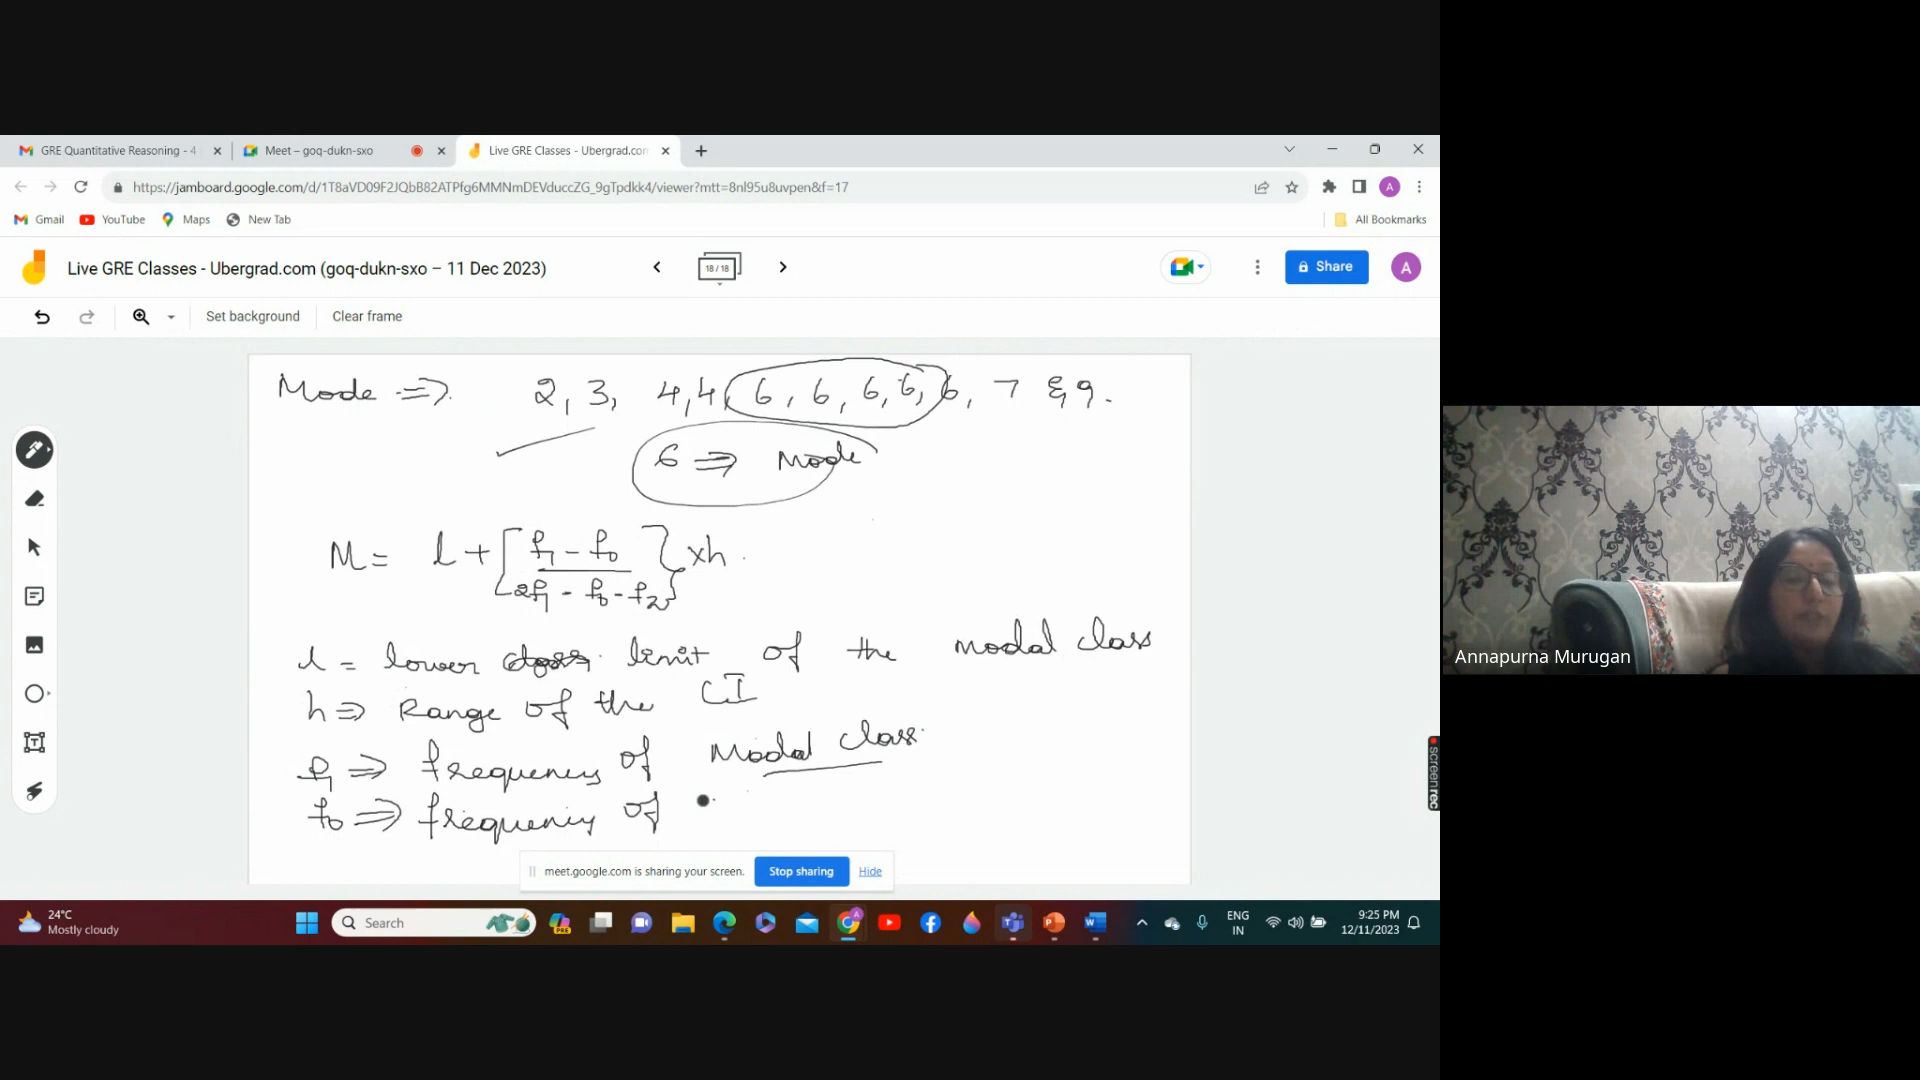 GRE Quantitative Reasoning - 4
Meet – goq-dukn-sxo
Live GRE Classes - Ubergrad.com
https://jamboard.google.com/d/1T8aVD09F2JQbB82ATPfg6MMNmDEVduccZG_9gTpdkk4/viewer?mtt=8nl95u8uvpen&f=17
A
Gmail YouTube Maps New Tab All Bookmarks
Live GRE Classes - Ubergrad.com (goq-dukn-sxo – 11 Dec 2023)
18 / 18
Share
A
Set background Clear frame
Mode => 2, 3, 4, 4, 6, 6, 6, 6, 6, 7 & 9.
6 => Mode
M = l + [f1 - f0 / 2f1 - f0 - f2] x h
l = lower limit of the modal class
h => Range of the CI
f1 => frequency of Modal class
f0 => frequency of
meet.google.com is sharing your screen. Stop sharing Hide
Annapurna Murugan
screenrec
24°C
Mostly cloudy
Search
PRE
ENG
IN
9:25 PM
12/11/2023